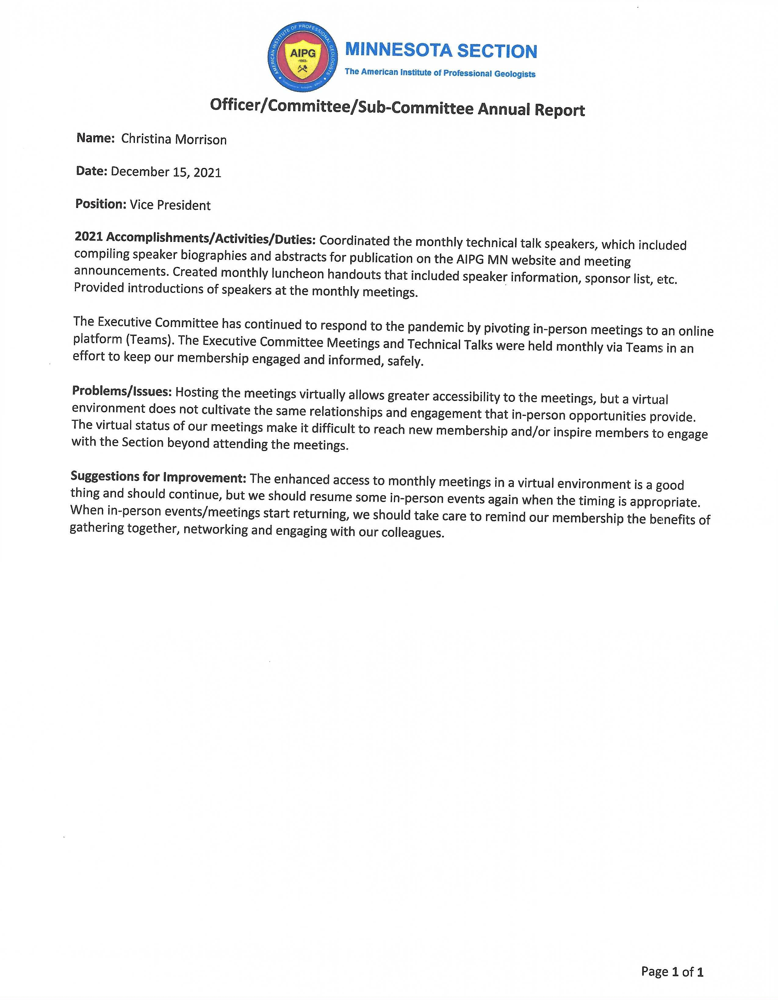 AMERICAN INSTITUTE OF PROFESSIONAL GEOLOGISTS
AIPG
MINNESOTA SECTION
The American Institute of Professional Geologists
Officer/Committee/Sub-Committee Annual Report
Name: Christina Morrison
Date: December 15, 2021
Position: Vice President
2021 Accomplishments/Activities/Duties: Coordinated the monthly technical talk speakers, which included
compiling speaker biographies and abstracts for publication on the AIPG MN website and meeting
announcements. Created monthly luncheon handouts that included speaker information, sponsor list, etc.
Provided introductions of speakers at the monthly meetings.
The Executive Committee has continued to respond to the pandemic by pivoting in-person meetings to an online
platform (Teams). The Executive Committee Meetings and Technical Talks were held monthly via Teams in an
effort to keep our membership engaged and informed, safely.
Problems/Issues: Hosting the meetings virtually allows greater accessibility to the meetings, but a virtual
environment does not cultivate the same relationships and engagement that in-person opportunities provide.
The virtual status of our meetings make it difficult to reach new membership and/or inspire members to engage
with the Section beyond attending the meetings.
Suggestions for Improvement: The enhanced access to monthly meetings in a virtual environment is a good
thing and should continue, but we should resume some in-person events again when the timing is appropriate.
When in-person events/meetings start returning, we should take care to remind our membership the benefits of
gathering together, networking and engaging with our colleagues.
Page 1 of 1